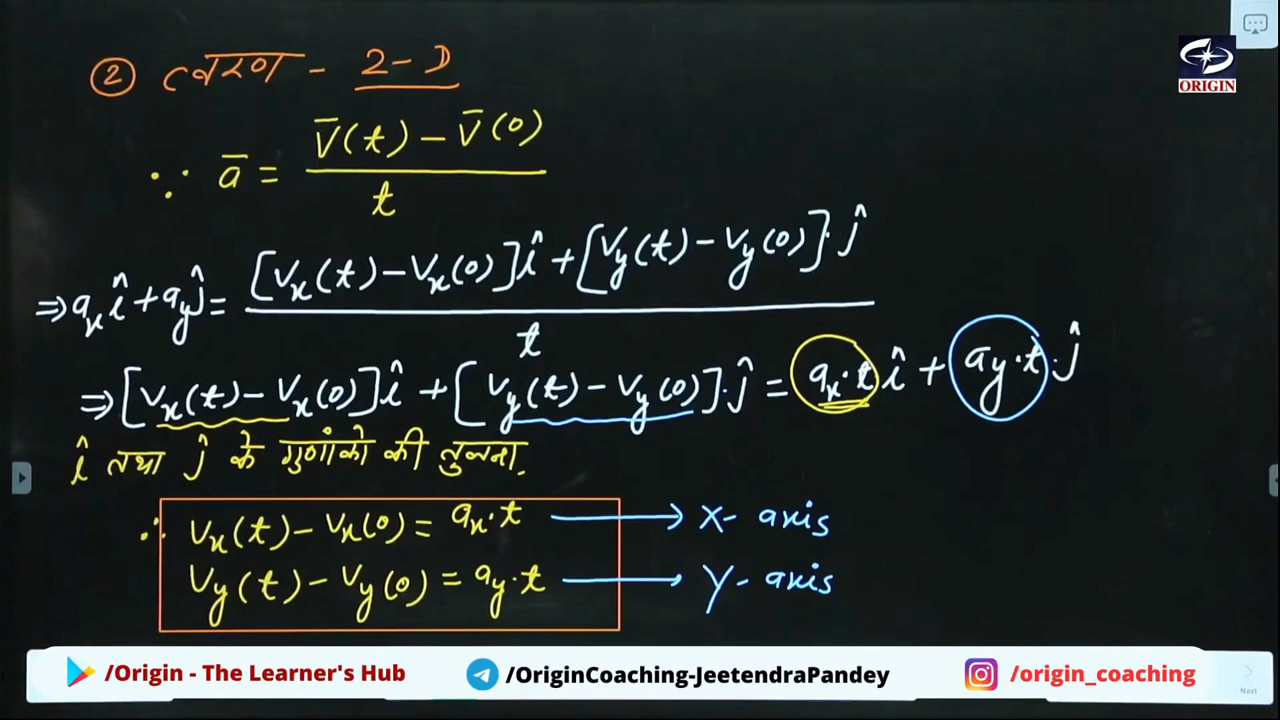 ② त्वरण - 2-D
ORIGIN
∵ a̅ = (v̅(t) - v̅(0)) / t
⇒ aₓî + a_yĵ = ([vₓ(t) - vₓ(0)]î + [v_y(t) - v_y(0)]·ĵ) / t
⇒ [vₓ(t) - vₓ(0)]î + [v_y(t) - v_y(0)]·ĵ = aₓ·t î + a_y·t·ĵ
î तथा ĵ के गुणांको की तुलना.
∴ vₓ(t) - vₓ(0) = aₓ·t → X- axis
v_y(t) - v_y(0) = a_y·t → Y- axis
/Origin - The Learner's Hub
/OriginCoaching-JeetendraPandey
/origin_coaching
Next